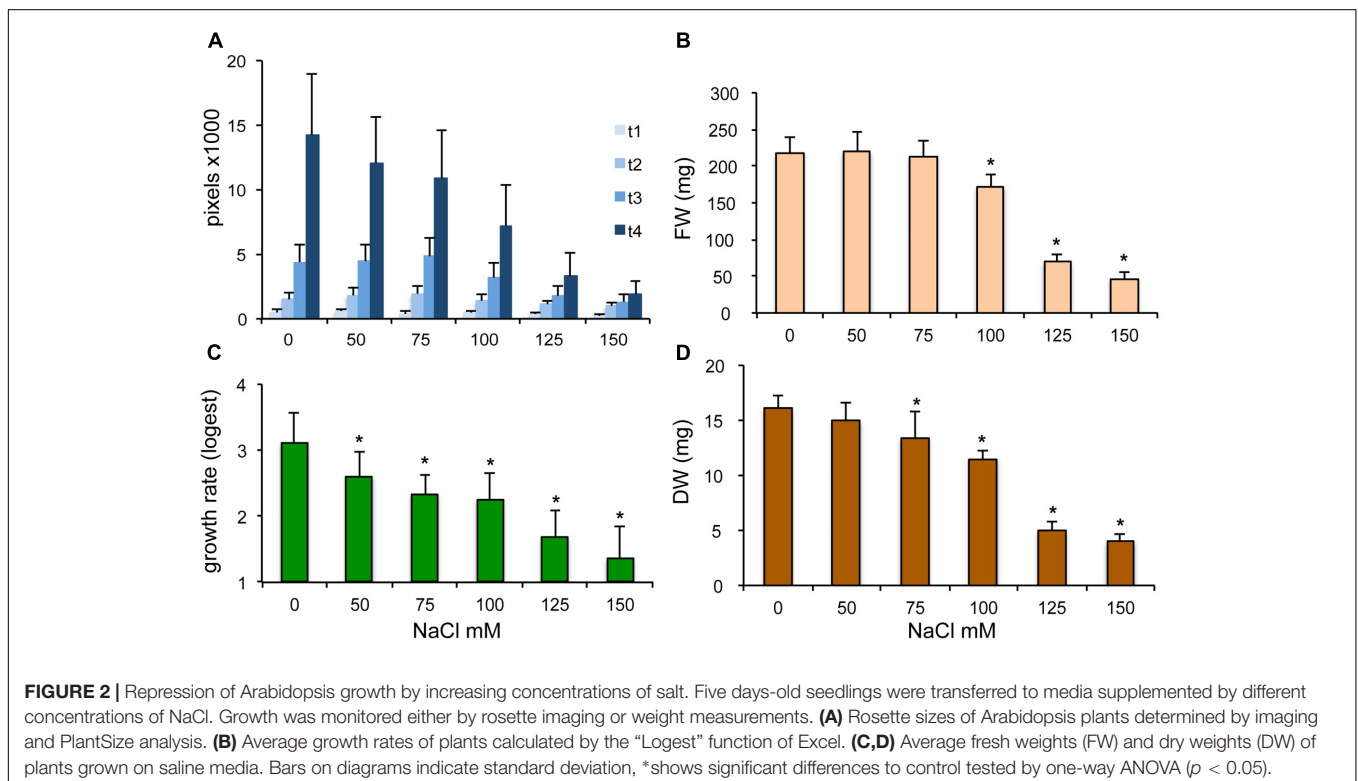 A
20
15
10
5
0
pixels x1000
t1
t2
t3
t4
0 50 75 100 125 150
B
300
250
200
150
100
50
0
FW (mg)
* * *
0 50 75 100 125 150
C
4
3
2
1
growth rate (logest)
* * * * *
0 50 75 100 125 150
NaCl mM
D
20
15
10
5
0
DW (mg)
* * * *
0 50 75 100 125 150
NaCl mM
FIGURE 2 | Repression of Arabidopsis growth by increasing concentrations of salt. Five days-old seedlings were transferred to media supplemented by different
concentrations of NaCl. Growth was monitored either by rosette imaging or weight measurements. (A) Rosette sizes of Arabidopsis plants determined by imaging
and PlantSize analysis. (B) Average growth rates of plants calculated by the “Logest” function of Excel. (C,D) Average fresh weights (FW) and dry weights (DW) of
plants grown on saline media. Bars on diagrams indicate standard deviation, *shows significant differences to control tested by one-way ANOVA (p < 0.05).